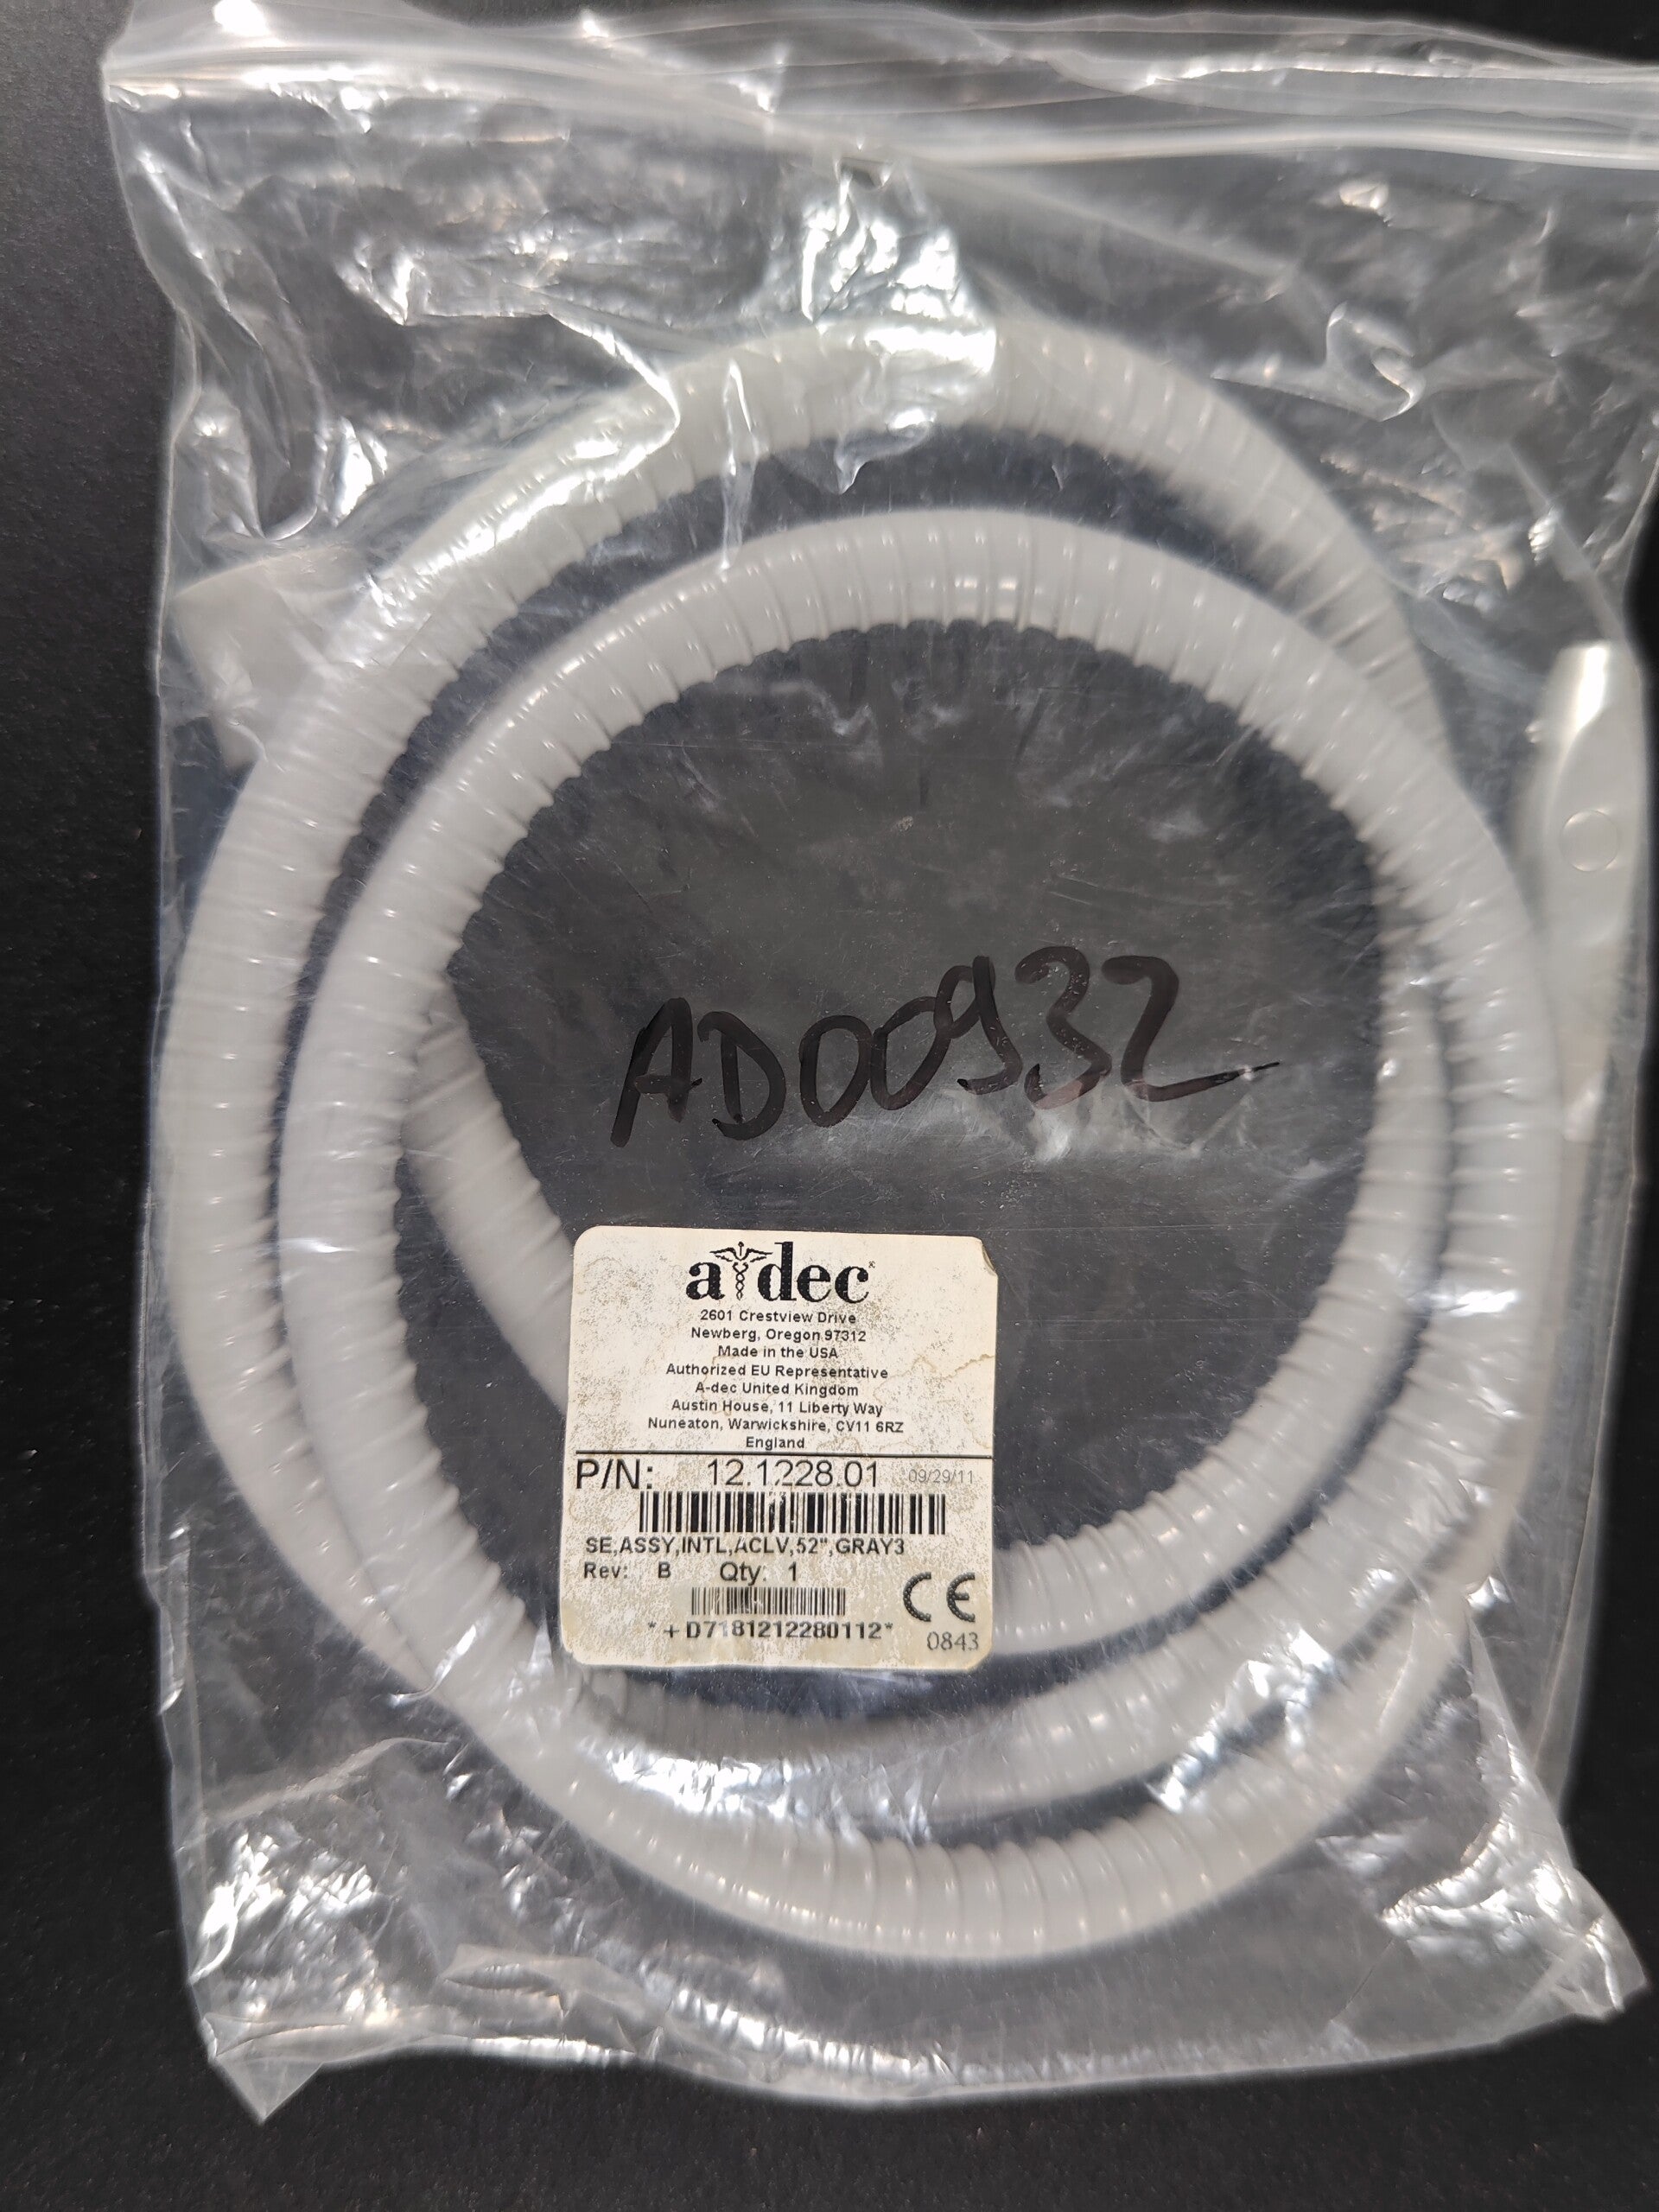 AD00932
a dec
2601 Crestview Drive
Newberg, Oregon 97312
Made in the USA
Authorized EU Representative
A-dec United Kingdom
Austin House, 11 Liberty Way
Nuneaton, Warwickshire, CV11 6RZ
England
P/N: 12.1228.01 09/29/11
SE,ASSY,INTL,ACLV,52",GRAY3
Rev: B Qty: 1
*+D7181212280112*
CE
0843